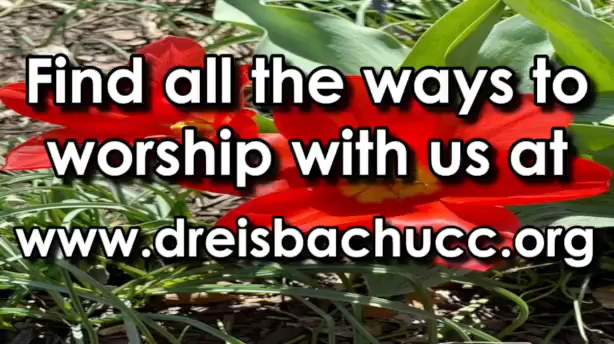 Find all the ways to
worship with us at
www.dreisbachucc.org